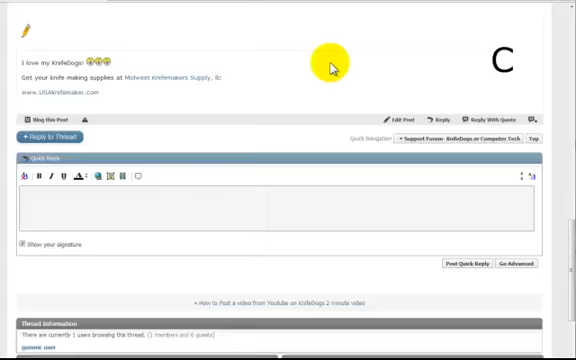 C
I love my KnifeDogs!
Get your knife making supplies at Midwest Knifemakers Supply, llc
www.USAknifemaker.com
Blog this Post Edit Post Reply Reply With Quote
+ Reply to Thread Quick Navigation Support Forum- KnifeDogs or Computer Tech Top
Quick Reply
B I U A
Show your signature
Post Quick Reply Go Advanced
« How to Post a video from Youtube on KnifeDogs 2 minute video
Thread Information
There are currently 1 users browsing this thread. (1 members and 0 guests)
generic user